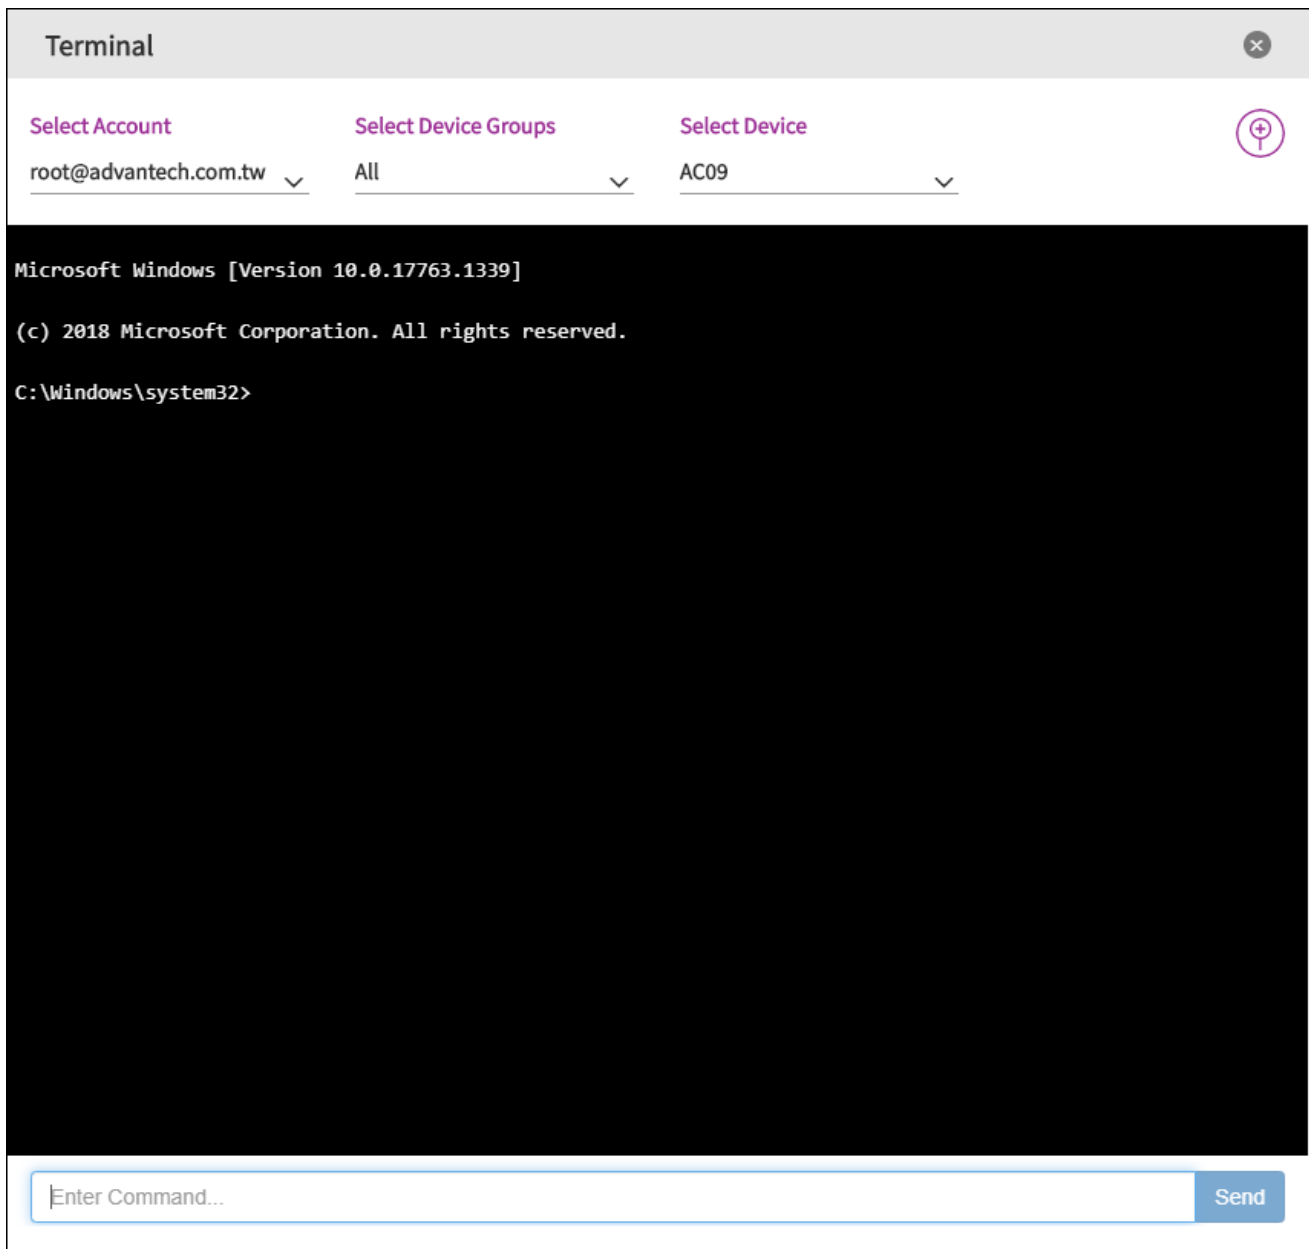 Terminal
Select Account
Select Device Groups
Select Device
root@advantech.com.tw
All
AC09
Microsoft Windows [Version 10.0.17763.1339]
(c) 2018 Microsoft Corporation. All rights reserved.
C:\Windows\system32>
Enter Command...
Send